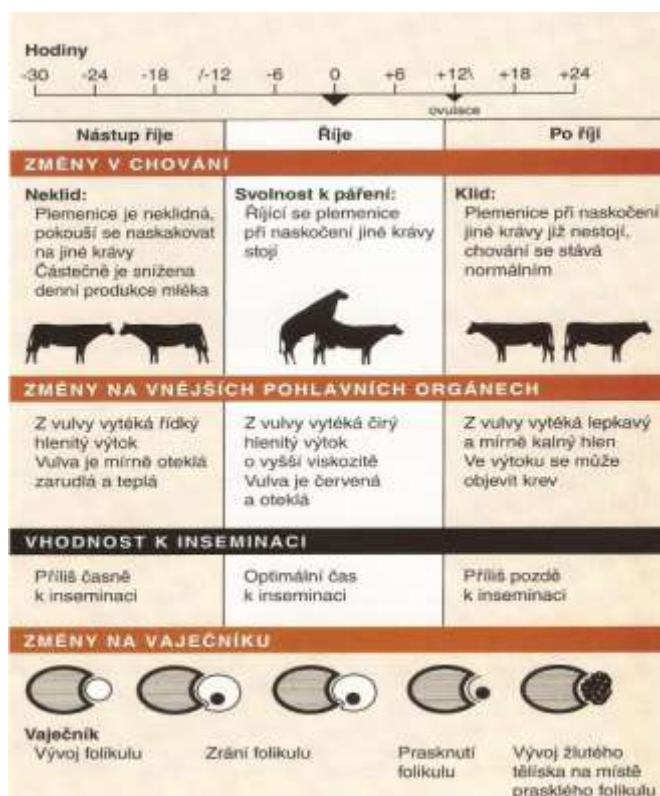 Hodiny
-30 -24 -18 /-12 -6 0 +6 +12\ +18 +24
ovulace
Nástup říje Říje Po říji
ZMĚNY V CHOVÁNÍ
Neklid:
Plemenice je neklidná,
pokouší se naskakovat
na jiné krávy
Částečně je snížena
denní produkce mléka
Svolnost k páření:
Říjící se plemenice
při naskočení jiné krávy
stojí
Klid:
Plemenice při naskočení
jiné krávy již nestojí,
chování se stává
normálním
ZMĚNY NA VNĚJŠÍCH POHLAVNÍCH ORGÁNECH
Z vulvy vytéká řídký
hlenitý výtok
Vulva je mírně oteklá
zarudlá a teplá
Z vulvy vytéká čirý
hlenitý výtok
o vyšší viskozitě
Vulva je červená
a oteklá
Z vulvy vytéká lepkavý
a mírně kalný hlen
Ve výtoku se může
objevit krev
VHODNOST K INSEMINACI
Příliš časně
k inseminaci
Optimální čas
k inseminaci
Příliš pozdě
k inseminaci
ZMĚNY NA VAJEČNÍKU
Vaječník
Vývoj folikulu
Zrání folikulu
Prasknutí
folikulu
Vývoj žlutého
tělíska na místě
prasklého folikulu